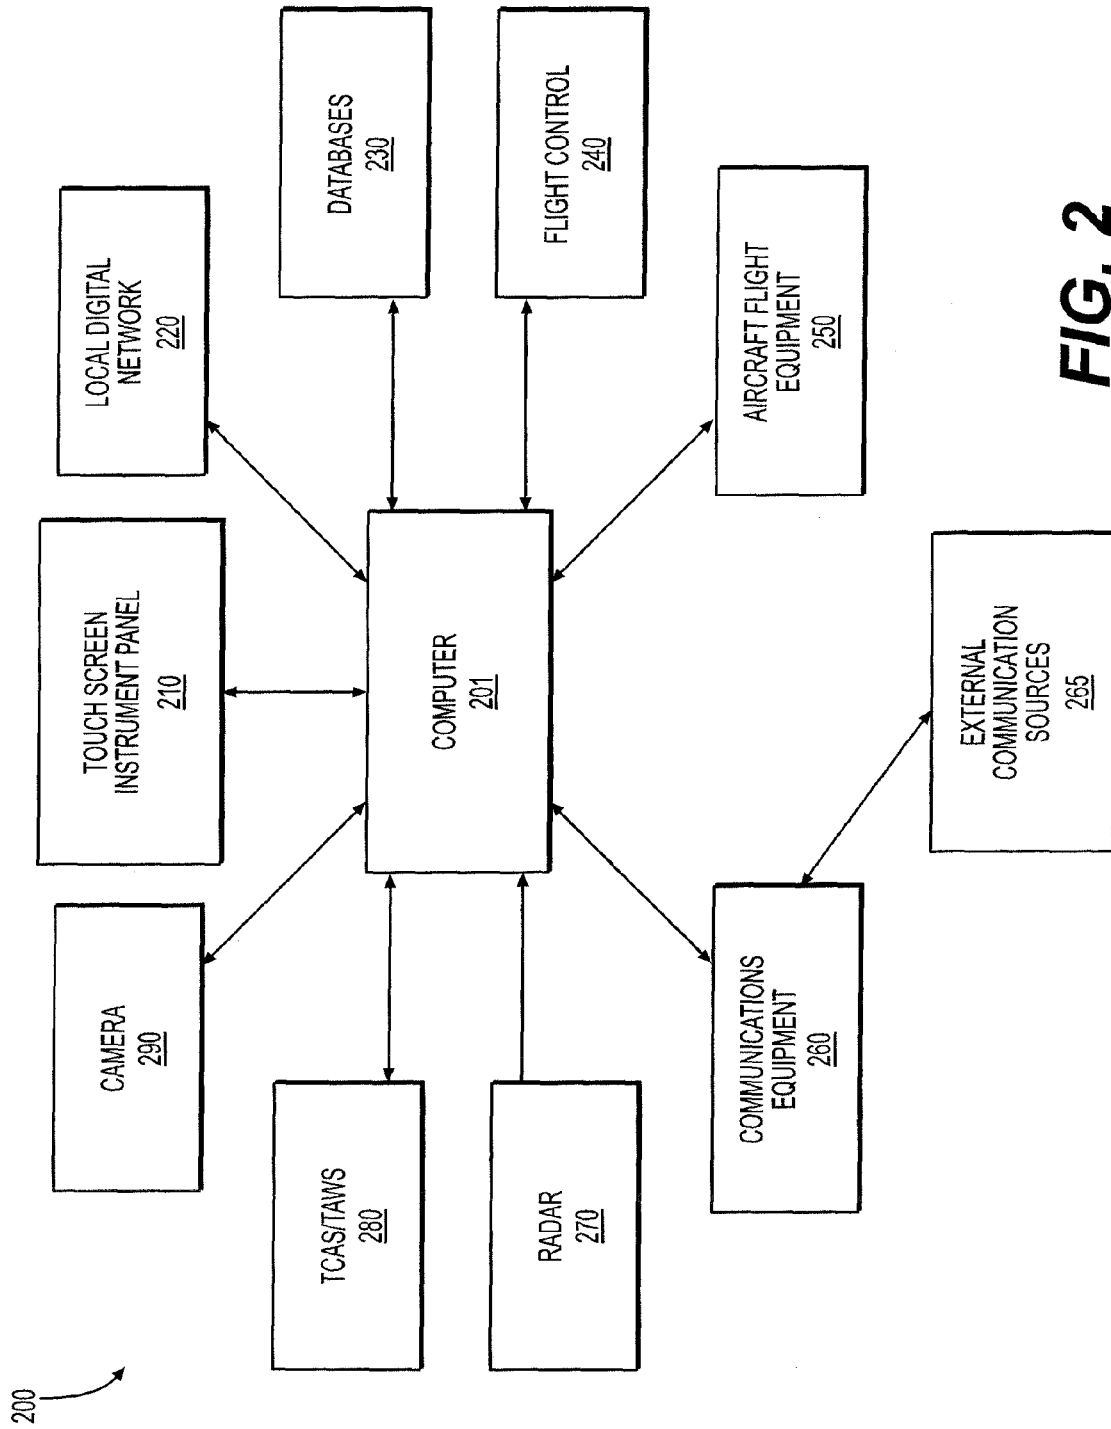 200
CAMERA
290
TOUCH SCREEN
INSTRUMENT PANEL
210
LOCAL DIGITAL
NETWORK
220
TCAS/TAWS
280
DATABASES
230
COMPUTER
201
RADAR
270
FLIGHT CONTROL
240
COMMUNICATIONS
EQUIPMENT
260
AIRCRAFT FLIGHT
EQUIPMENT
250
EXTERNAL
COMMUNICATION
SOURCES
265
FIG. 2